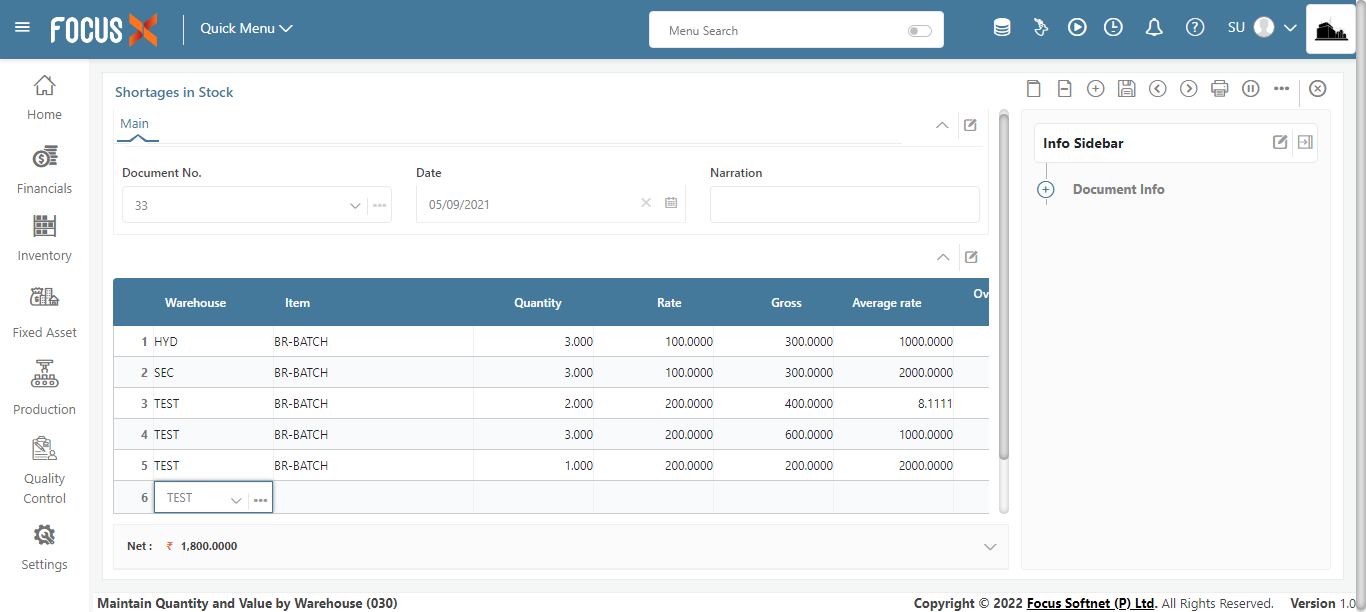 FOCUS X Quick Menu Menu Search SU
Home
Financials
Inventory
Fixed Asset
Production
Quality
Control
Settings
Shortages in Stock
Main
Document No. Date Narration
33 05/09/2021
Warehouse Item Quantity Rate Gross Average rate Ov
1 HYD BR-BATCH 3.000 100.0000 300.0000 1000.0000
2 SEC BR-BATCH 3.000 100.0000 300.0000 2000.0000
3 TEST BR-BATCH 2.000 200.0000 400.0000 8.1111
4 TEST BR-BATCH 3.000 200.0000 600.0000 1000.0000
5 TEST BR-BATCH 1.000 200.0000 200.0000 2000.0000
6 TEST
Net : ₹ 1,800.0000
Info Sidebar
Document Info
Maintain Quantity and Value by Warehouse (030) Copyright © 2022 Focus Softnet (P) Ltd. All Rights Reserved. Version 1.0